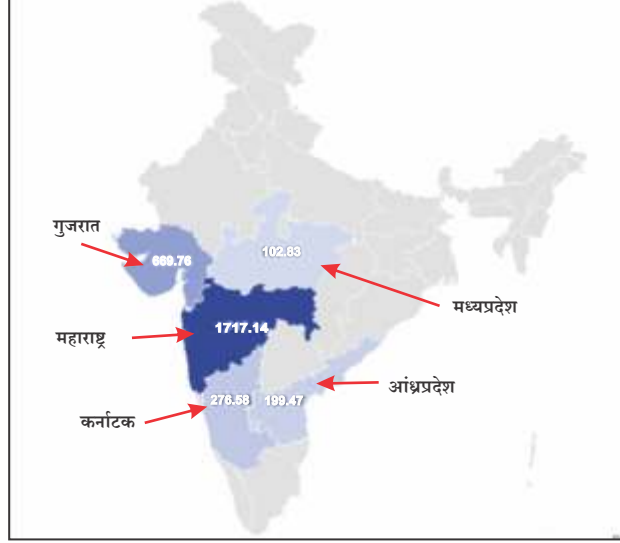 गुजरात
669.76
102.83
मध्यप्रदेश
1717.14
महाराष्ट्र
276.58
199.47
आंध्रप्रदेश
कर्नाटक